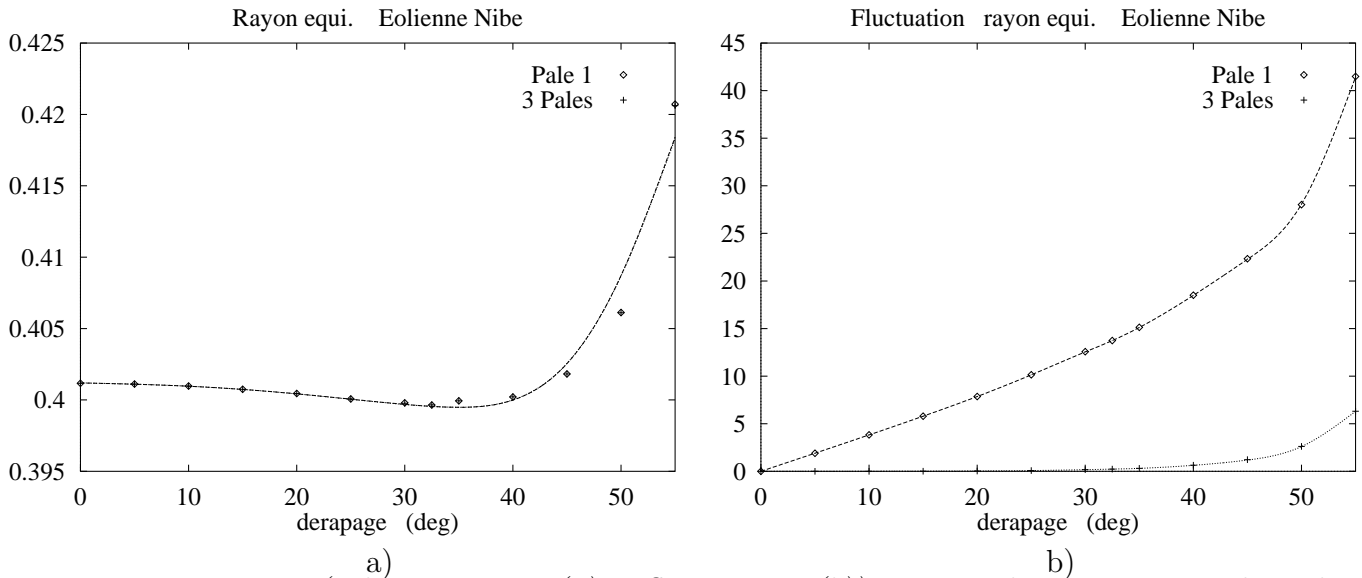 Rayon equi. Eolienne Nibe
0.425
0.42
0.415
0.41
0.405
0.4
0.395
Pale 1
3 Pales
0 10 20 30 40 50
derapage (deg)
a)
Fluctuation rayon equi. Eolienne Nibe
45
40
35
30
25
20
15
10
5
0
Pale 1
3 Pales
0 10 20 30 40 50
derapage (deg)
b)